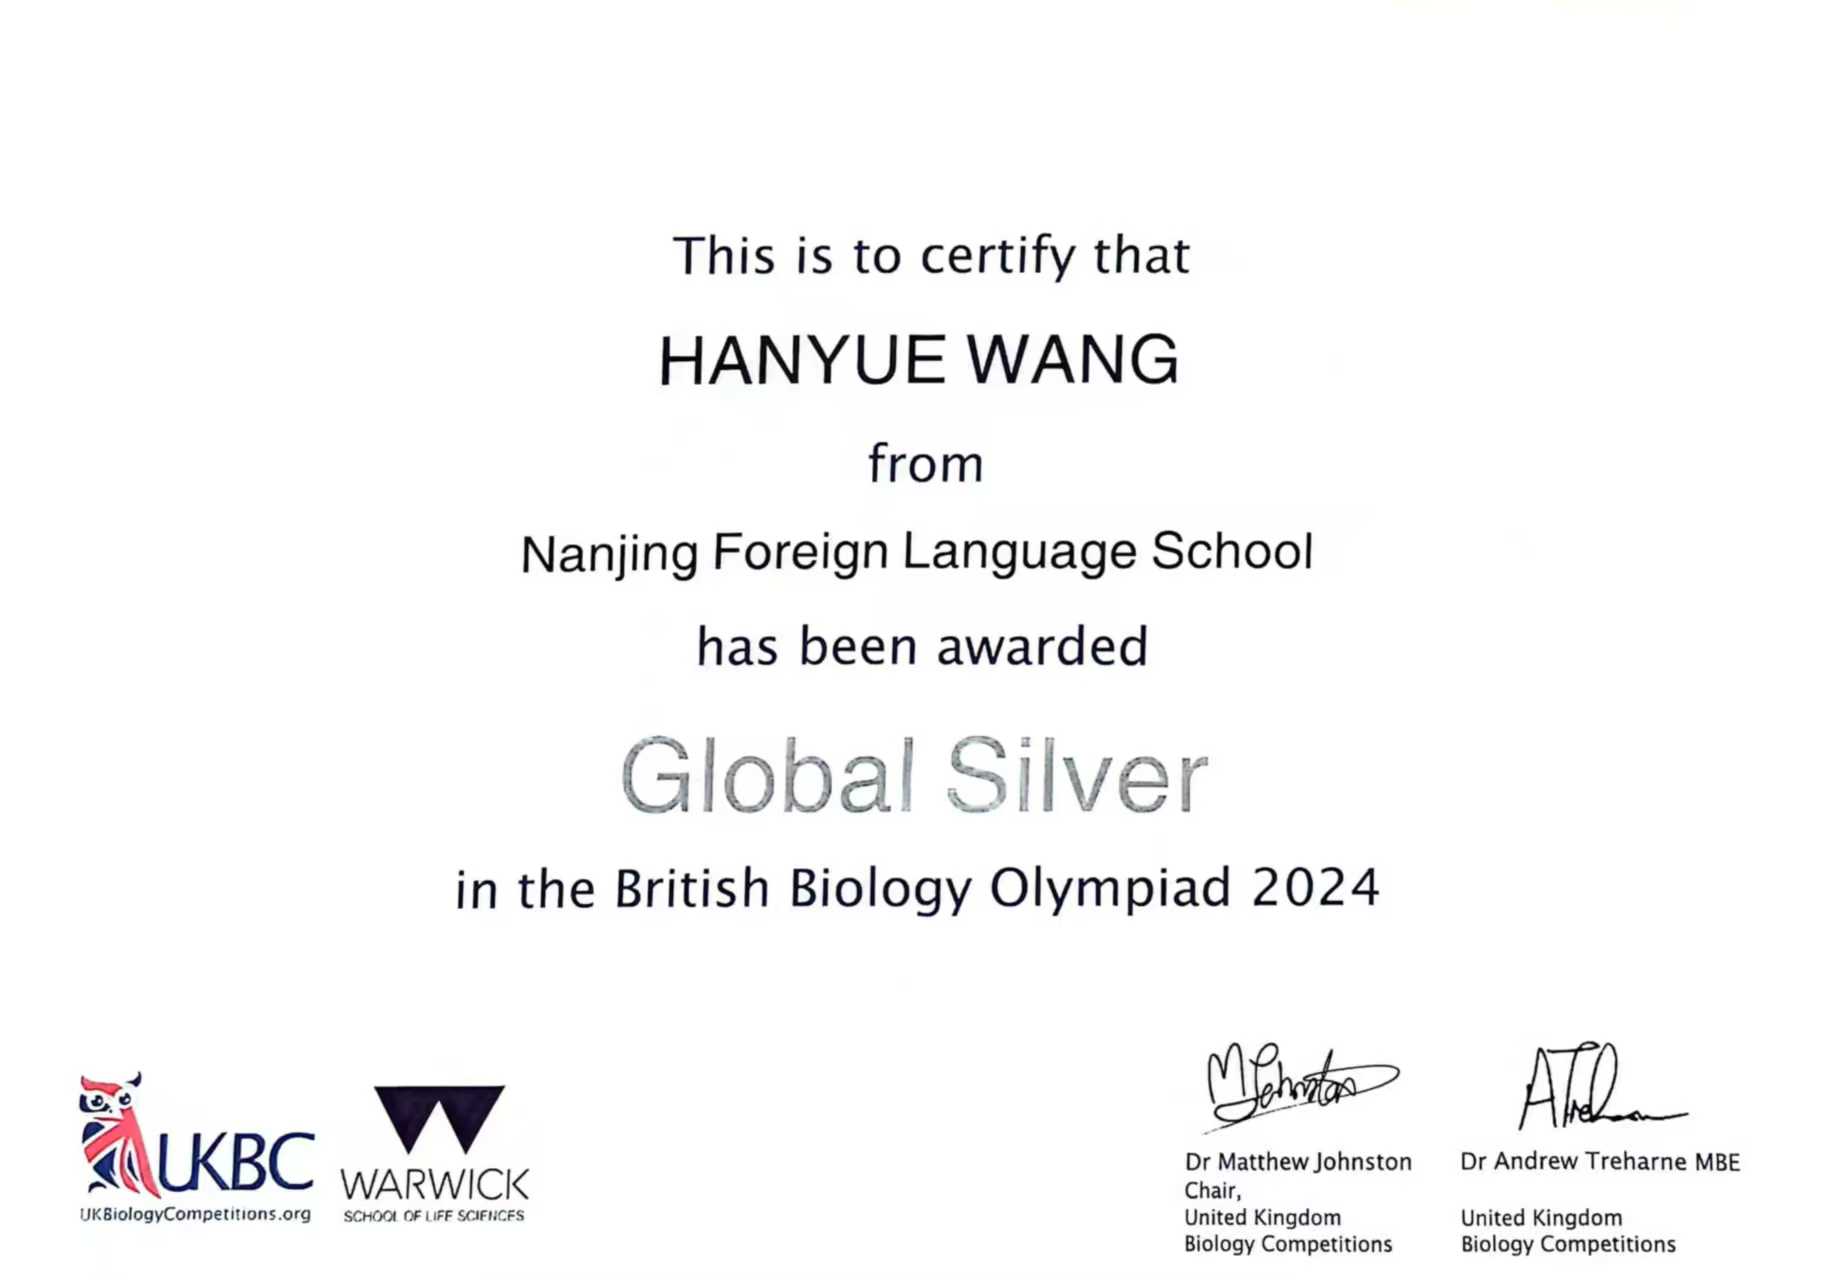 This is to certify that
HANYUE WANG
from
Nanjing Foreign Language School
has been awarded
Global Silver
in the British Biology Olympiad 2024
UKBC
UKBiologyCompetitions.org
WARWICK
SCHOOL OF LIFE SCIENCES
M Johnston
Dr Matthew Johnston
Chair,
United Kingdom
Biology Competitions
Dr Andrew Treharne MBE
United Kingdom
Biology Competitions